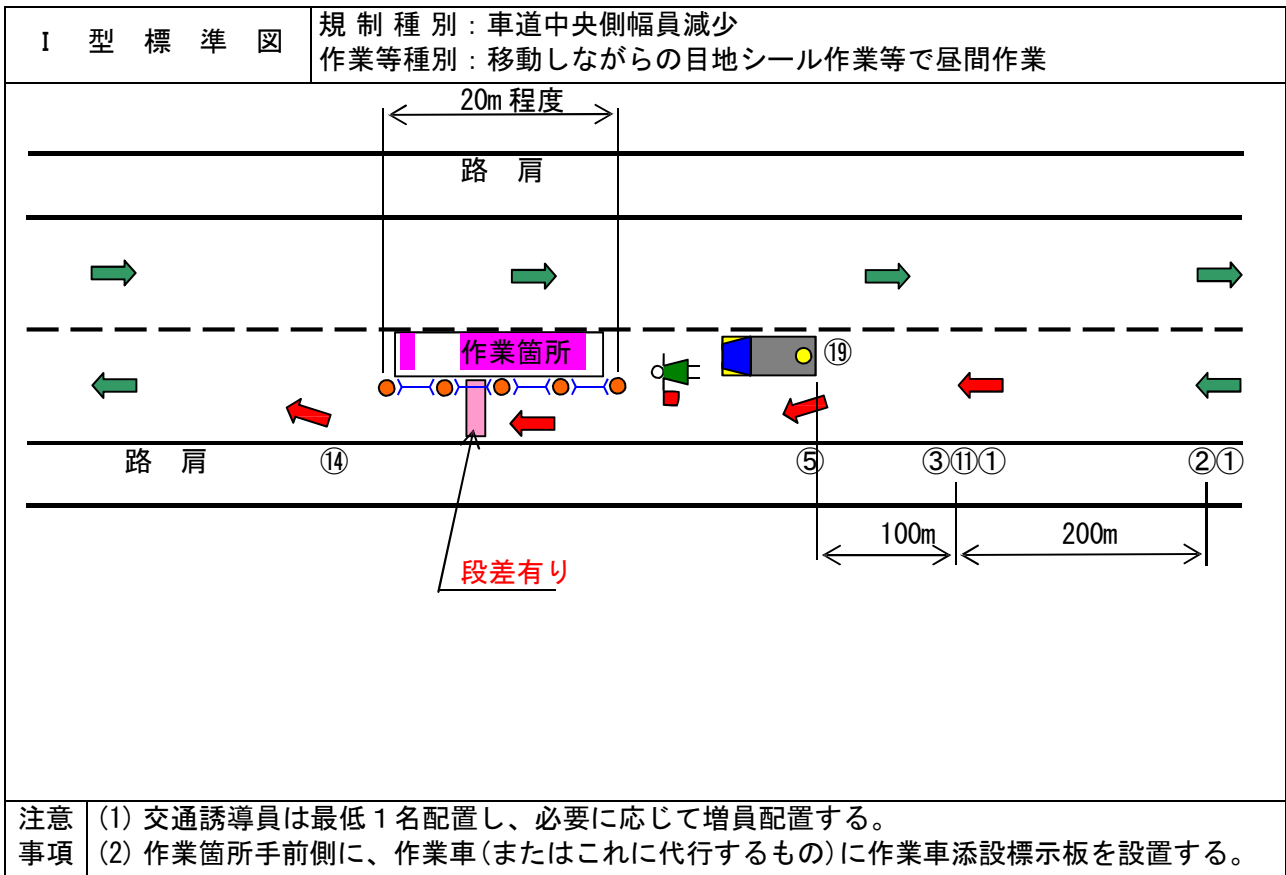 Ⅰ 型 標 準 図
規 制 種 別：車道中央側幅員減少
作業等種別：移動しながらの目地シール作業等で昼間作業
20m 程度
路 肩
作業箇所
⑲
路 肩
⑭
⑤
③⑪①
②①
100m
200m
段差有り
注意
事項
(1) 交通誘導員は最低１名配置し、必要に応じて増員配置する。
(2) 作業箇所手前側に、作業車(またはこれに代行するもの)に作業車添設標示板を設置する。